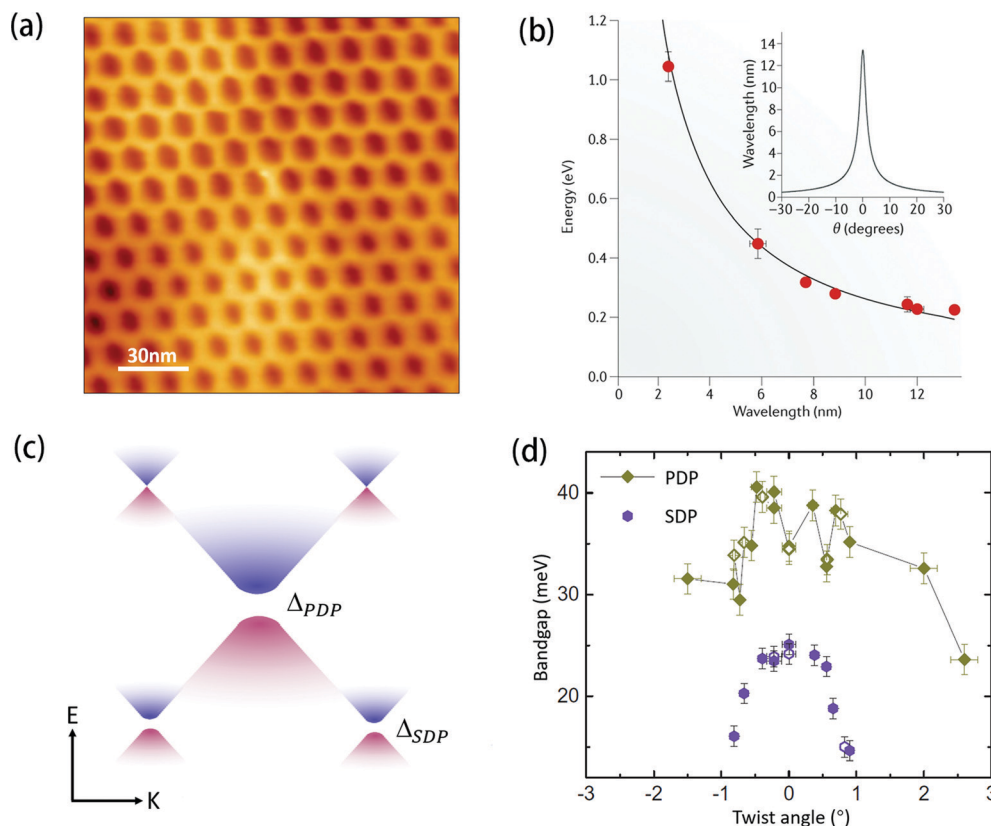 (a)
30nm
(b)
1.2
1.0
0.8
0.6
0.4
0.2
0.0
Energy (eV)
0 2 4 6 8 10 12
Wavelength (nm)
14
12
10
8
6
4
2
0
Wavelength (nm)
−30 −20 −10 0 10 20 30
θ (degrees)
(c)
Δ_PDP
Δ_SDP
E
K
(d)
PDP
SDP
40
30
20
Bandgap (meV)
-3 -2 -1 0 1 2 3
Twist angle (°)